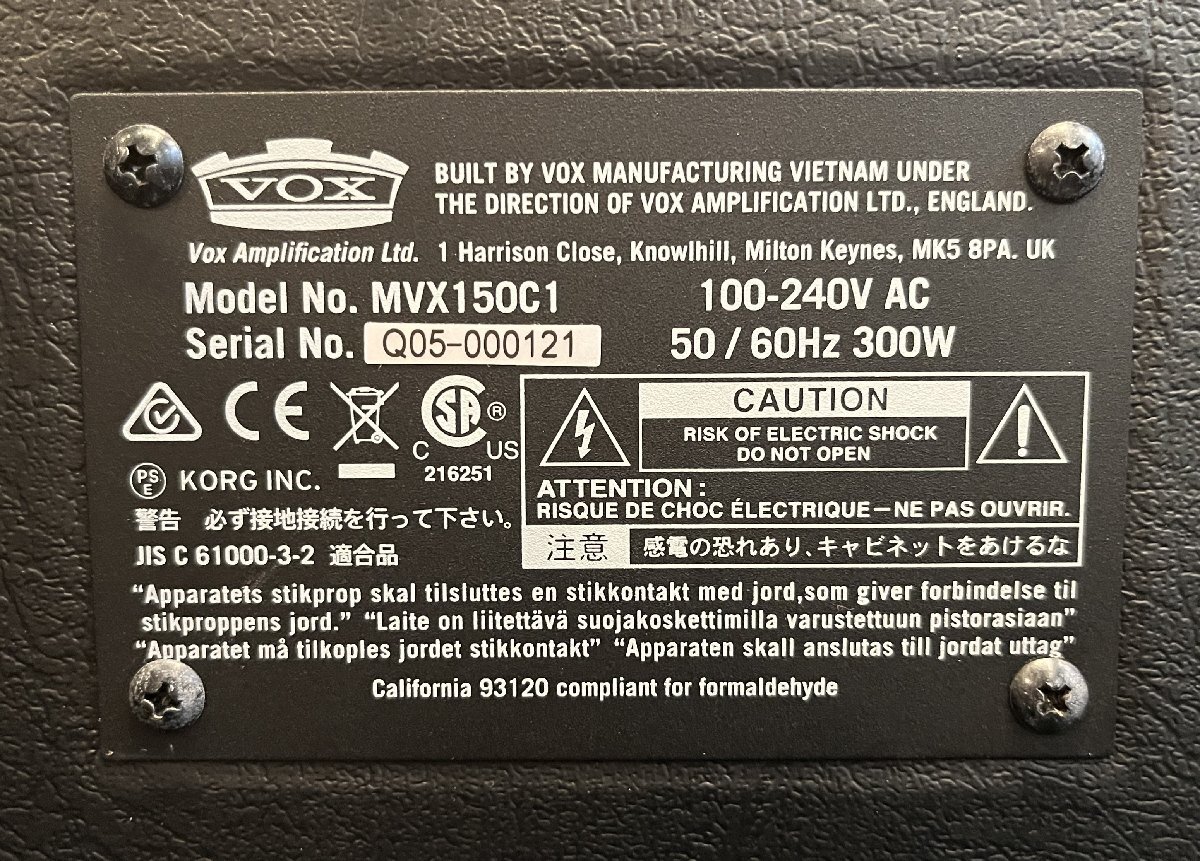 VOX
BUILT BY VOX MANUFACTURING VIETNAM UNDER
THE DIRECTION OF VOX AMPLIFICATION LTD., ENGLAND.
Vox Amplification Ltd. 1 Harrison Close, Knowlhill, Milton Keynes, MK5 8PA. UK
Model No. MVX150C1 100-240V AC
Serial No. Q05-000121 50 / 60Hz 300W
CE
C SA ® US
216251
CAUTION
RISK OF ELECTRIC SHOCK
DO NOT OPEN
ATTENTION :
RISQUE DE CHOC ÉLECTRIQUE－NE PAS OUVRIR.
注意 感電の恐れあり、キャビネットをあけるな
PSE KORG INC.
警告 必ず接地接続を行って下さい。
JIS C 61000-3-2 適合品
“Apparatets stikprop skal tilsluttes en stikkontakt med jord,som giver forbindelse til
stikproppens jord.” “Laite on liitettävä suojakoskettimilla varustettuun pistorasiaan”
“Apparatet må tilkoples jordet stikkontakt” “Apparaten skall anslutas till jordat uttag”
California 93120 compliant for formaldehyde